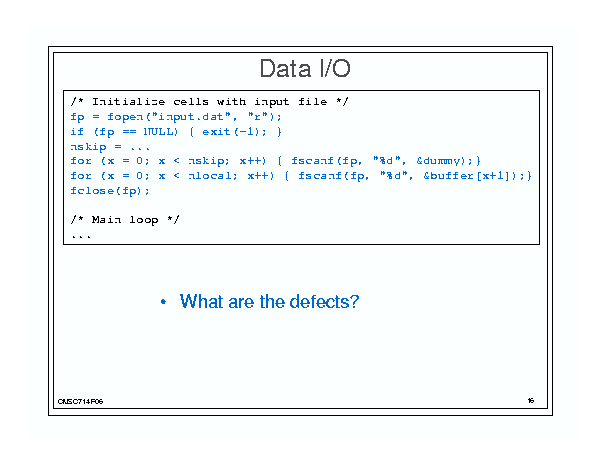 Data I/O
/* Initialize cells with input file */
fp = fopen("input.dat", "r");
if (fp == NULL) { exit(-1); }
nskip = ...
for (x = 0; x < nskip; x++) { fscanf(fp, "%d", &dummy);}
for (x = 0; x < nlocal; x++) { fscanf(fp, "%d", &buffer[x+1]);}
fclose(fp);
/* Main loop */
...
• What are the defects?
CMSC714F06
16